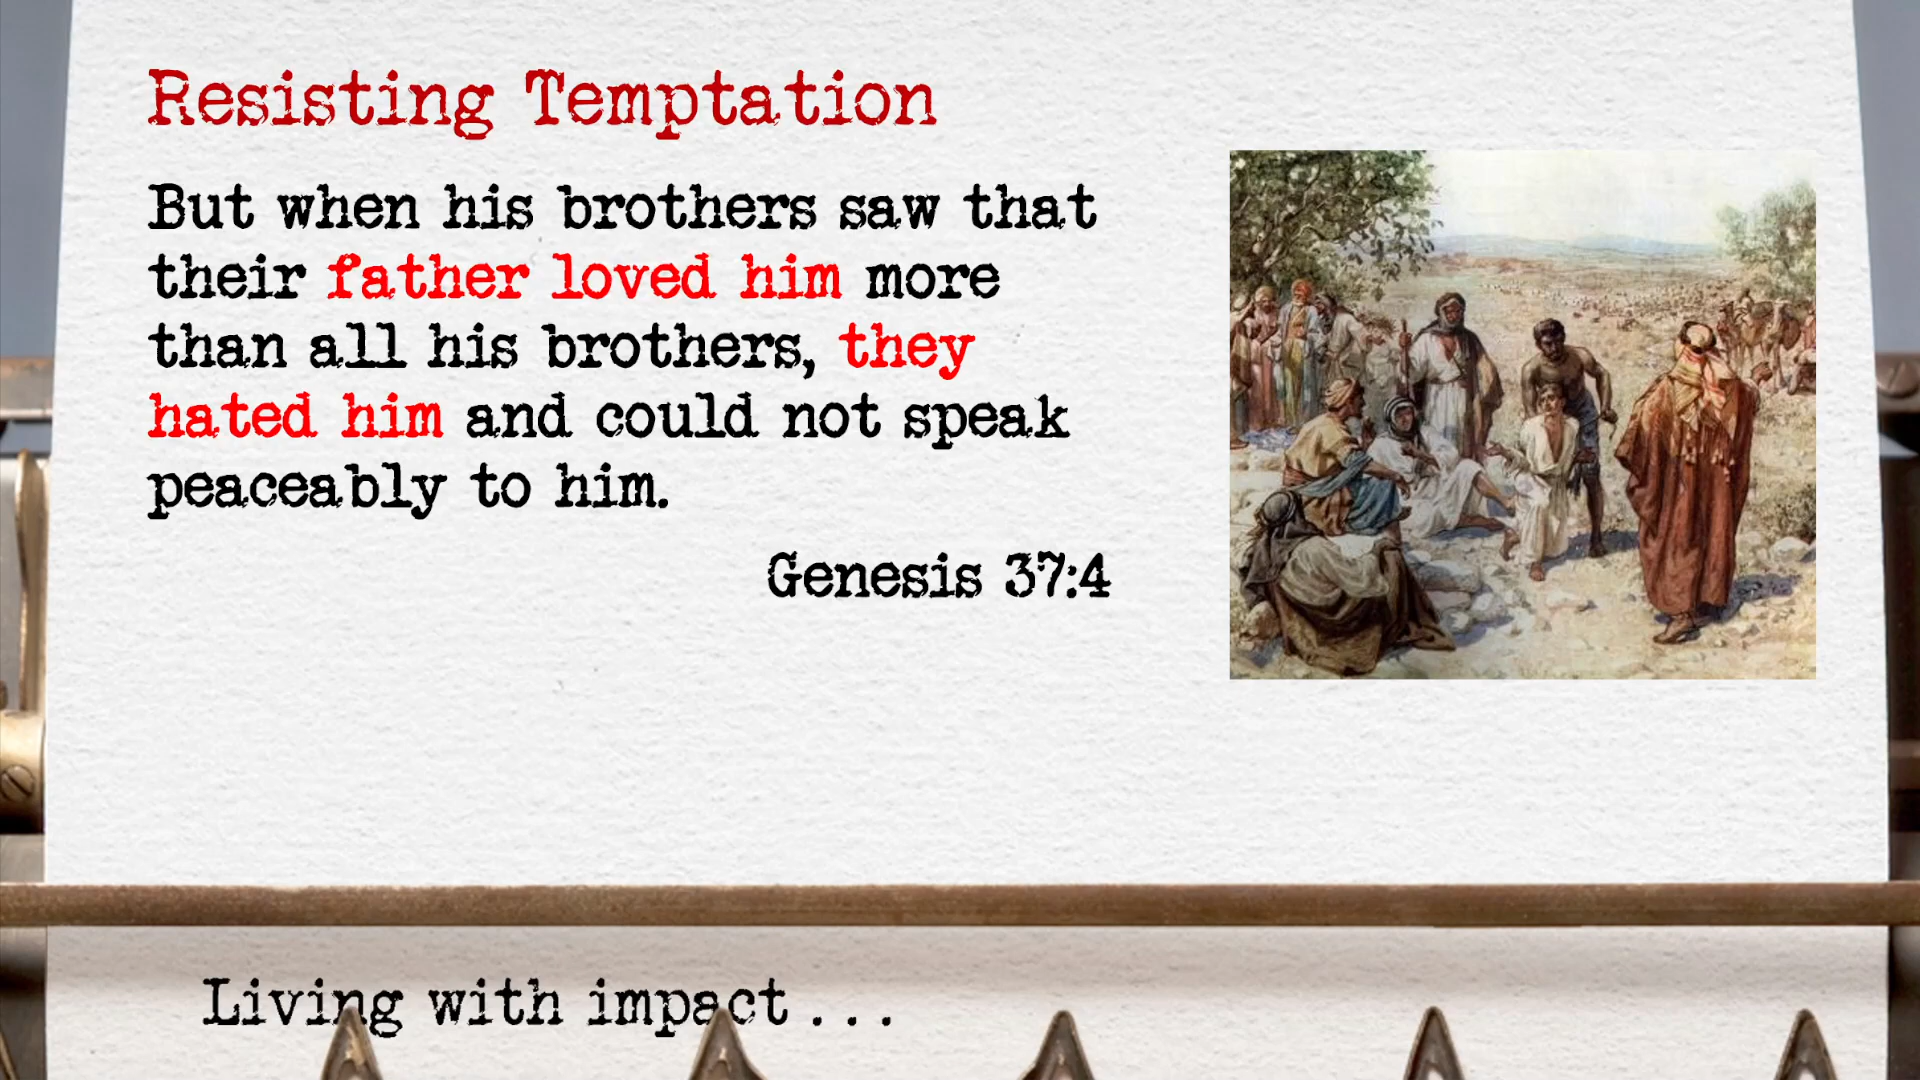 Resisting Temptation
But when his brothers saw that
their father loved him more
than all his brothers, they
hated him and could not speak
peaceably to him.
Genesis 37:4
Living with impact . . .